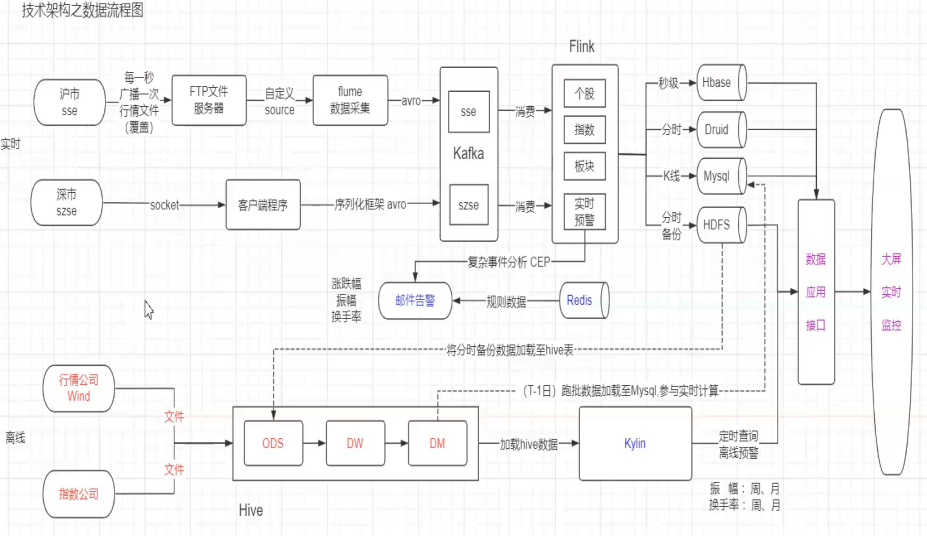 技术架构之数据流程图
Flink
沪市
sse
每一秒
广播一次
行情文件
(覆盖)
FTP文件
服务器
自定义
source
flume
数据采集
avro
sse
Kafka
szse
消费
消费
个股
指数
板块
实时
预警
秒级
Hbase
分时
Druid
K线
Mysql
分时
备份
HDFS
实时
深市
szse
socket
客户端程序
序列化框架 avro
复杂事件分析 CEP
涨跌幅
振幅
换手率
邮件告警
规则数据
Redis
数据
应用
接口
大屏
实时
监控
将分时备份数据加载至hive表
(T-1日）跑批数据加载至Mysql,参与实时计算
行情公司
Wind
文件
离线
文件
指数公司
ODS
DW
DM
Hive
加载hive数据
Kylin
定时查询
离线预警
振 幅：周、月
换手率：周、月